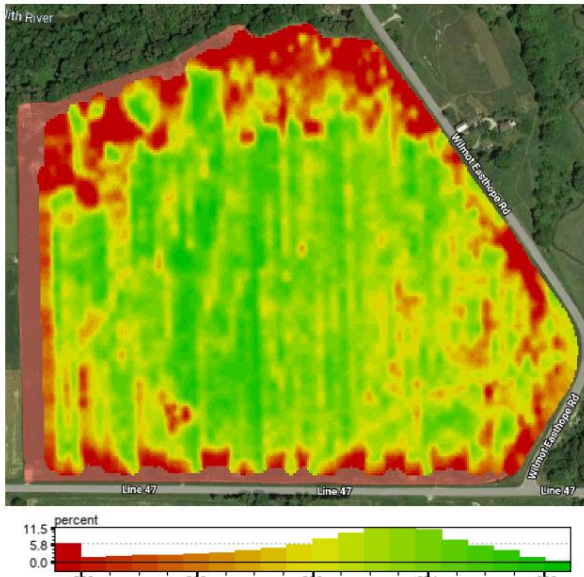 lith River
Wilmot Easthope Rd
Wilmot Easthope Rd
Line 47
Line 47
Line 47
percent
11.5
5.8
0.0